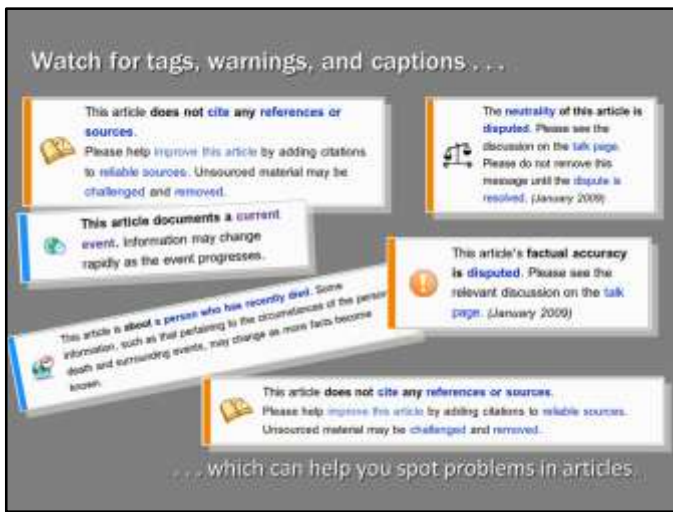 Watch for tags, warnings, and captions . . .
This article does not cite any references or
sources.
Please help improve this article by adding citations
to reliable sources. Unsourced material may be
challenged and removed.
The neutrality of this article is
disputed. Please see the
discussion on the talk page.
Please do not remove this
message until the dispute is
resolved. (January 2009)
This article documents a current
event. Information may change
rapidly as the event progresses.
This article's factual accuracy
is disputed. Please see the
relevant discussion on the talk
page. (January 2009)
This article is about a person who has recently died. Some
information, such as that pertaining to the circumstances of the person
death and surrounding events, may change as more facts become
known.
This article does not cite any references or sources.
Please help improve this article by adding citations to reliable sources.
Unsourced material may be challenged and removed.
. . . which can help you spot problems in articles